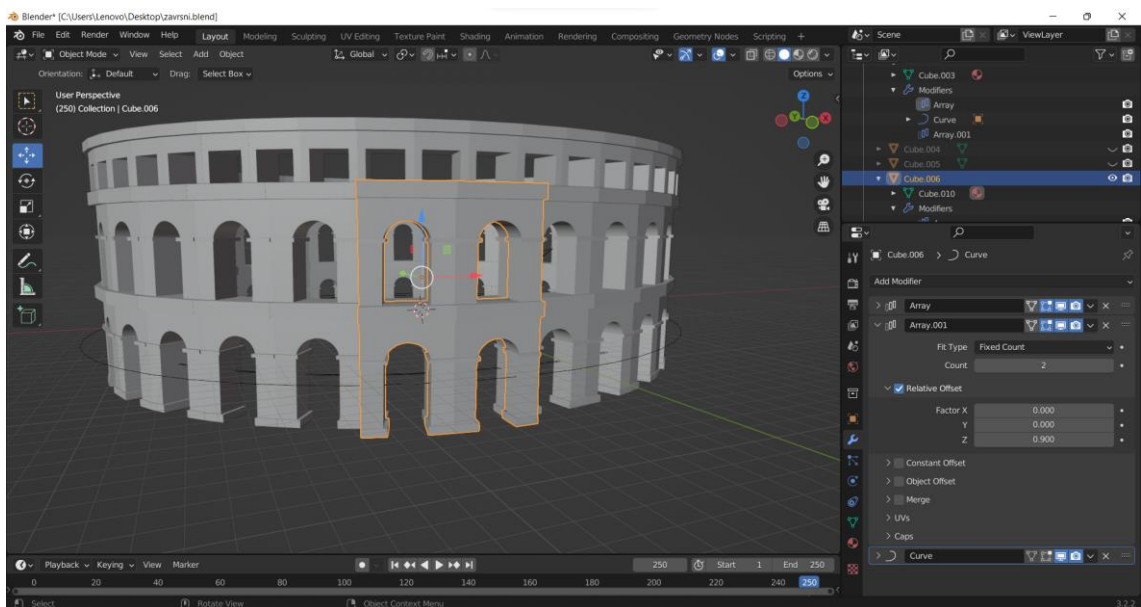 Blender* [C:\Users\Lenovo\Desktop\zavrsni.blend]
File Edit Render Window Help Layout Modeling Sculpting UV Editing Texture Paint Shading Animation Rendering Compositing Geometry Nodes Scripting + Scene ViewLayer
Object Mode View Select Add Object Global
Orientation: Default Drag: Select Box Options
User Perspective
(250) Collection | Cube.006
Z
Y
X
Cube.003
Modifiers
Array
Curve
Array.001
Cube.004
Cube.005
Cube.006
Cube.010
Modifiers
Cube.006 > Curve
Add Modifier
Array
Array.001
Fit Type Fixed Count
Count 2
Relative Offset
Factor X 0.000
Y 0.000
Z 0.900
Constant Offset
Object Offset
Merge
UVs
Caps
Curve
Playback Keying View Marker 250 Start 1 End 250
0 20 40 60 80 100 120 140 160 180 200 220 240 250
Select Rotate View Object Context Menu 3.2.2